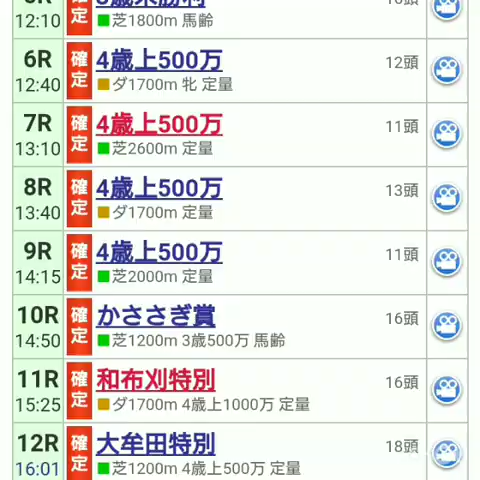 12:10
確定
3歳未勝利
芝1800m 馬齢
6R
12:40
確定
4歳上500万
ダ1700m 牝 定量
12頭
7R
13:10
確定
4歳上500万
芝2600m 定量
11頭
8R
13:40
確定
4歳上500万
ダ1700m 定量
13頭
9R
14:15
確定
4歳上500万
芝2000m 定量
11頭
10R
14:50
確定
かささぎ賞
芝1200m 3歳500万 馬齢
16頭
11R
15:25
確定
和布刈特別
ダ1700m 4歳上1000万 定量
16頭
12R
16:01
確定
大牟田特別
芝1200m 4歳上500万 定量
18頭